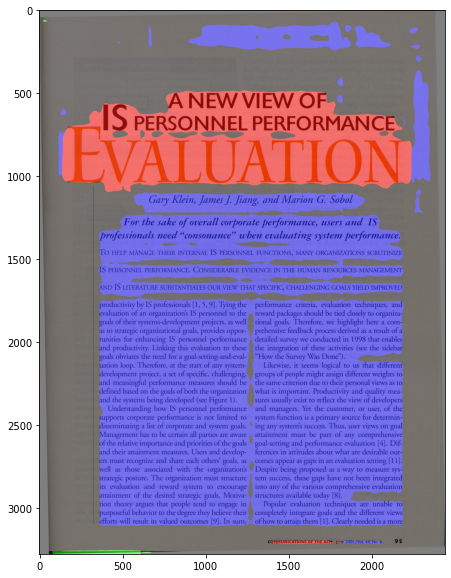 0
500
1000
1500
2000
2500
3000
A NEW VIEW OF
IS PERSONNEL PERFORMANCE
EVALUATION
Gary Klein, James J. Jiang, and Marion G. Sobol
For the sake of overall corporate performance, users and IS
professionals need "consonance" when evaluating system performance.
TO HELP MANAGE THEIR INTERNAL IS PERSONNEL FUNCTIONS, MANY ORGANIZATIONS SCRUTINIZE
IS PERSONNEL PERFORMANCE. CONSIDERABLE EVIDENCE IN THE HUMAN RESOURCES MANAGEMENT
AND IS LITERATURE SUBSTANTIATES OUR VIEW THAT SPECIFIC, CHALLENGING GOALS YIELD IMPROVED
productivity by IS professionals [1, 5, 9]. Tying the
evaluation of an organization's IS personnel to the
goals of their systems-development projects, as well
as to strategic organizational goals, provides oppor-
tunities for enhancing IS personnel performance
and productivity. Linking this evaluation to these
goals obviates the need for a goal-setting-and-eval-
uation loop. Therefore, at the start of any system
development project, a set of specific, challenging,
and meaningful performance measures should be
defined based on the goals of both the organization
and the systems being developed (see Figure 1).
Understanding how IS personnel performance
supports corporate performance is not limited to
disseminating a list of corporate and system goals.
Management has to be certain all parties are aware
of the relative importance and priorities of the goals
and their attainment measures. Users and develop-
ers must recognize and share each others' goals, as
well as those associated with the organization's
strategic goals. The organization must structure
its evaluation and reward system to encourage
attainment of the desired strategic goals. Motiva-
tion theory argues that people tend to engage in
purposeful behavior to the degree they believe their
efforts will result in valued outcomes [9]. In sum,
performance criteria, evaluation techniques, and
reward packages should be tied closely to organiza-
tional goals. Therefore, we highlight here a com-
prehensive feedback process derived as a result of a
detailed survey we conducted in 1998 that enables
the integration of these activities (see the sidebar
"How the Survey Was Done").
Likewise, it seems logical to us that different
groups of people might assign different weights to
the same criterion due to their personal views as to
what is important. Productivity and quality mea-
sures usually exist to reflect the view of developers
and managers. Yet the customer, or user, of the
system function is a primary source for determin-
ing any system's success. Thus, user views on goal
attainment must be part of any comprehensive
goal-setting and performance evaluation [4]. Dif-
ferences in attitudes about what are desirable out-
comes appear as gaps in an evaluation setting [11].
Despite being proposed as a way to measure sys-
tem success, these gaps have not been integrated
into any of the various comprehensive evaluation
structures available today [8].
Popular evaluation techniques are unable to
completely integrate goals and the different views
of how to attain them [1]. Clearly needed is a more
COMMUNICATIONS OF THE ACM 95
0 500 1000 1500 2000